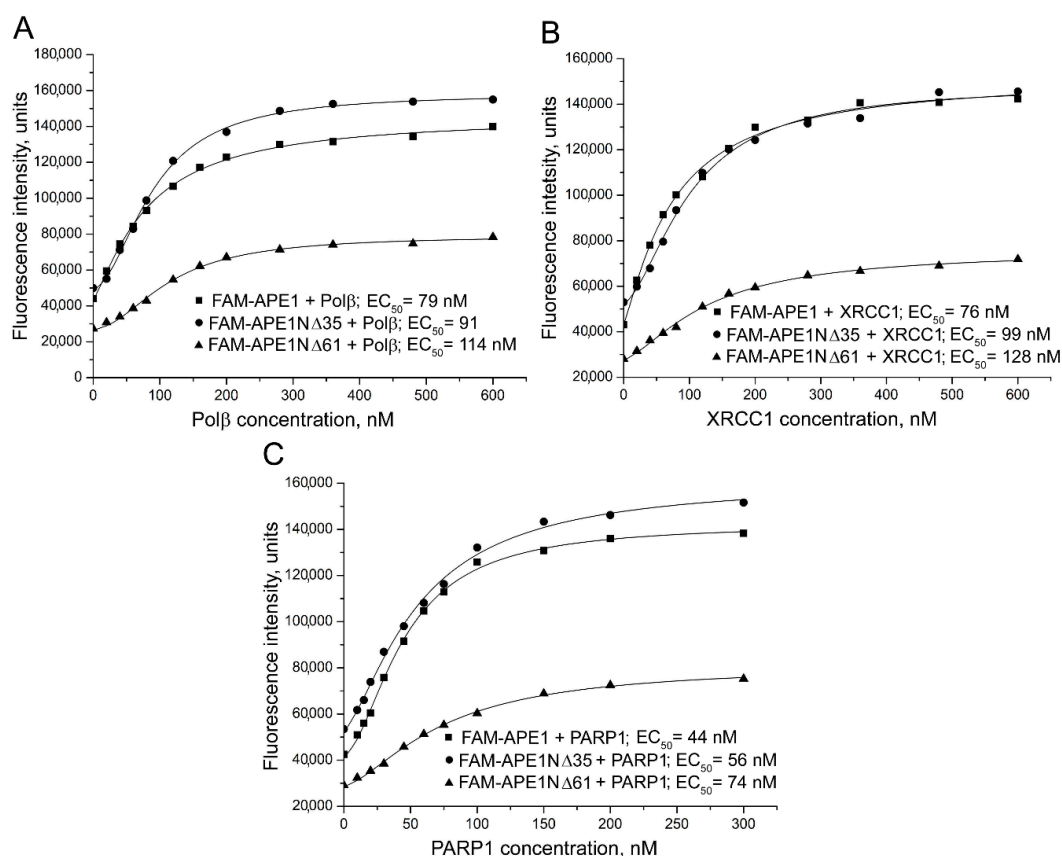 A
180,000
160,000
140,000
120,000
100,000
80,000
60,000
40,000
20,000
0
Fluorescence intensity, units
FAM-APE1 + Polβ; EC50= 79 nM
FAM-APE1NΔ35 + Polβ; EC50= 91
FAM-APE1NΔ61 + Polβ; EC50= 114 nM
0 100 200 300 400 500 600
Polβ concentration, nM
B
160,000
140,000
120,000
100,000
80,000
60,000
40,000
20,000
Fluorescence intetsity, units
FAM-APE1 + XRCC1; EC50= 76 nM
FAM-APE1NΔ35 + XRCC1; EC50= 99 nM
FAM-APE1NΔ61 + XRCC1; EC50= 128 nM
0 100 200 300 400 500 600
XRCC1 concentration, nM
C
160,000
140,000
120,000
100,000
80,000
60,000
40,000
20,000
Fluorescence intensity, units
FAM-APE1 + PARP1; EC50= 44 nM
FAM-APE1NΔ35 + PARP1; EC50= 56 nM
FAM-APE1NΔ61 + PARP1; EC50= 74 nM
0 50 100 150 200 250 300
PARP1 concentration, nM